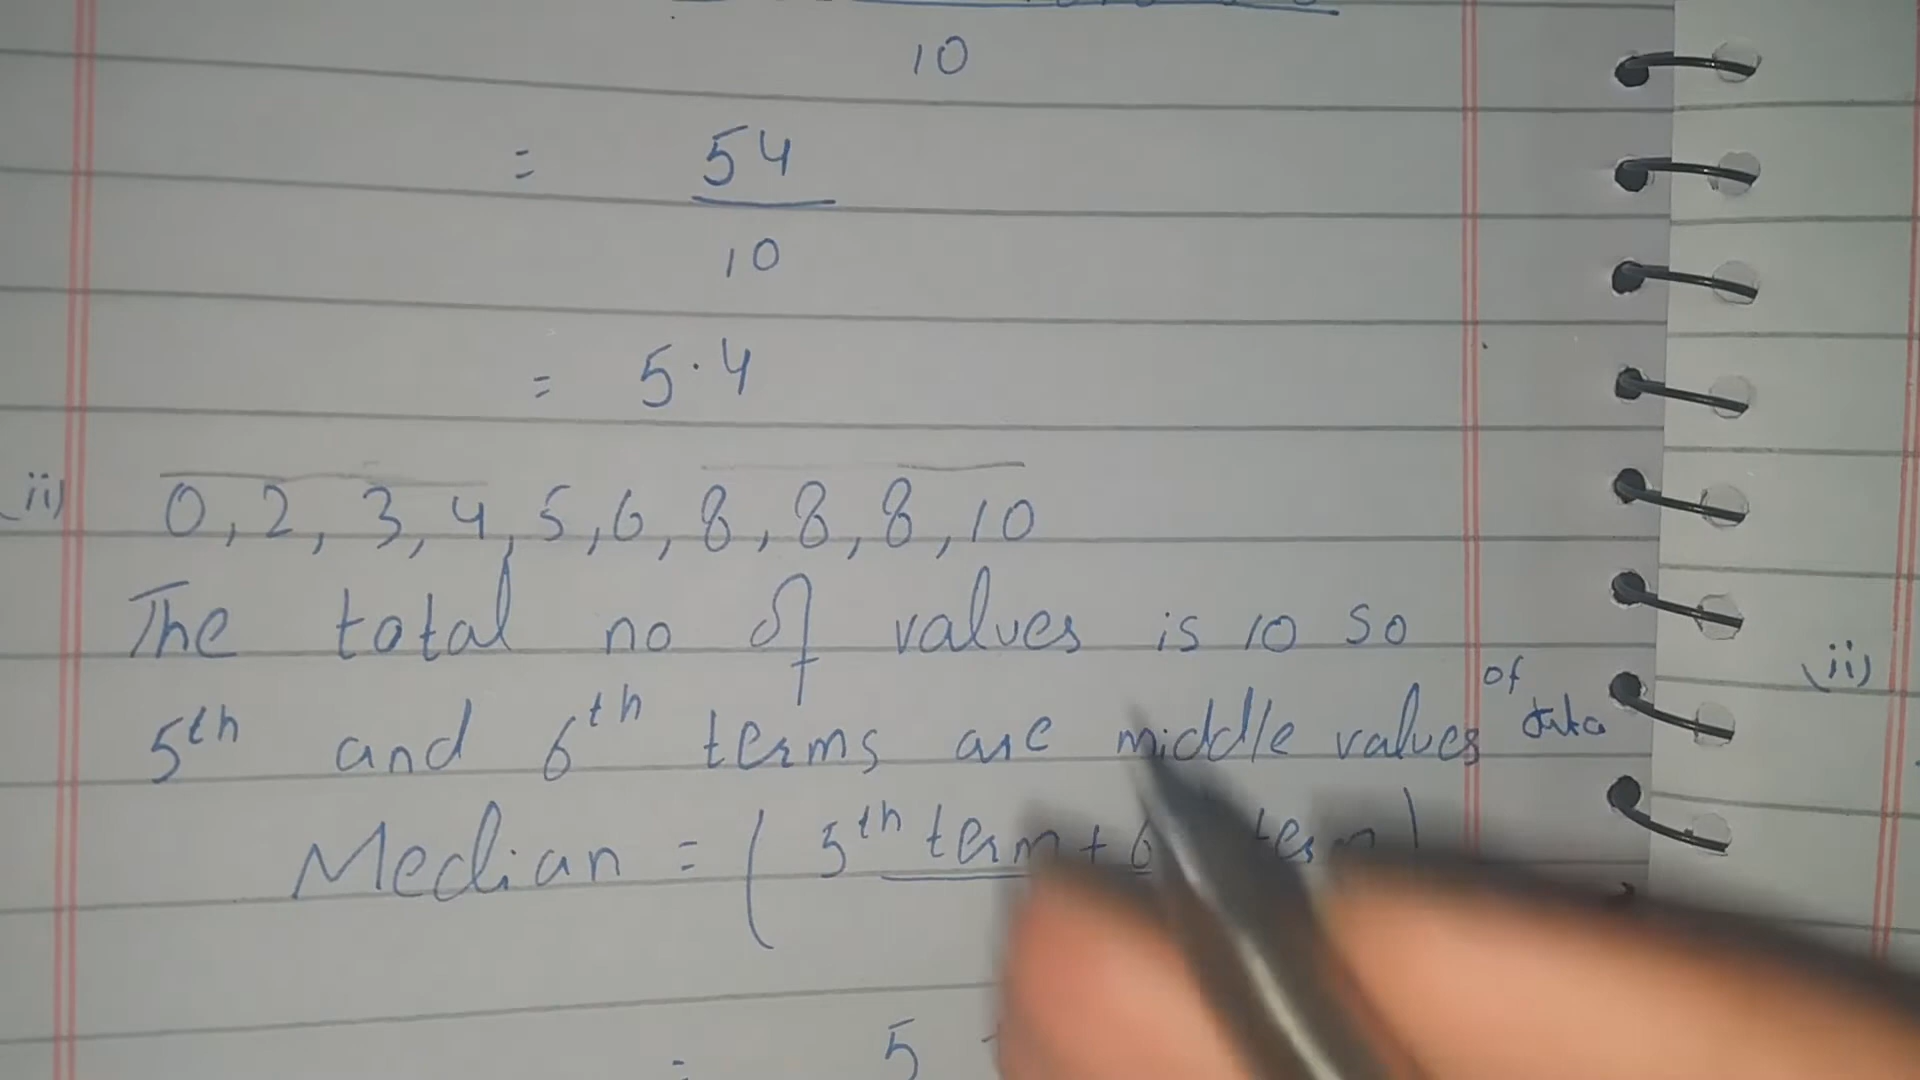 10
= 54
10
= 5.4
(ii) 0, 2, 3, 4, 5, 6, 8, 8, 8, 10
The total no of values is 10 so
5th and 6th terms are middle values of data
Median = ( 5th term + 6 term )
= 5
(ii)